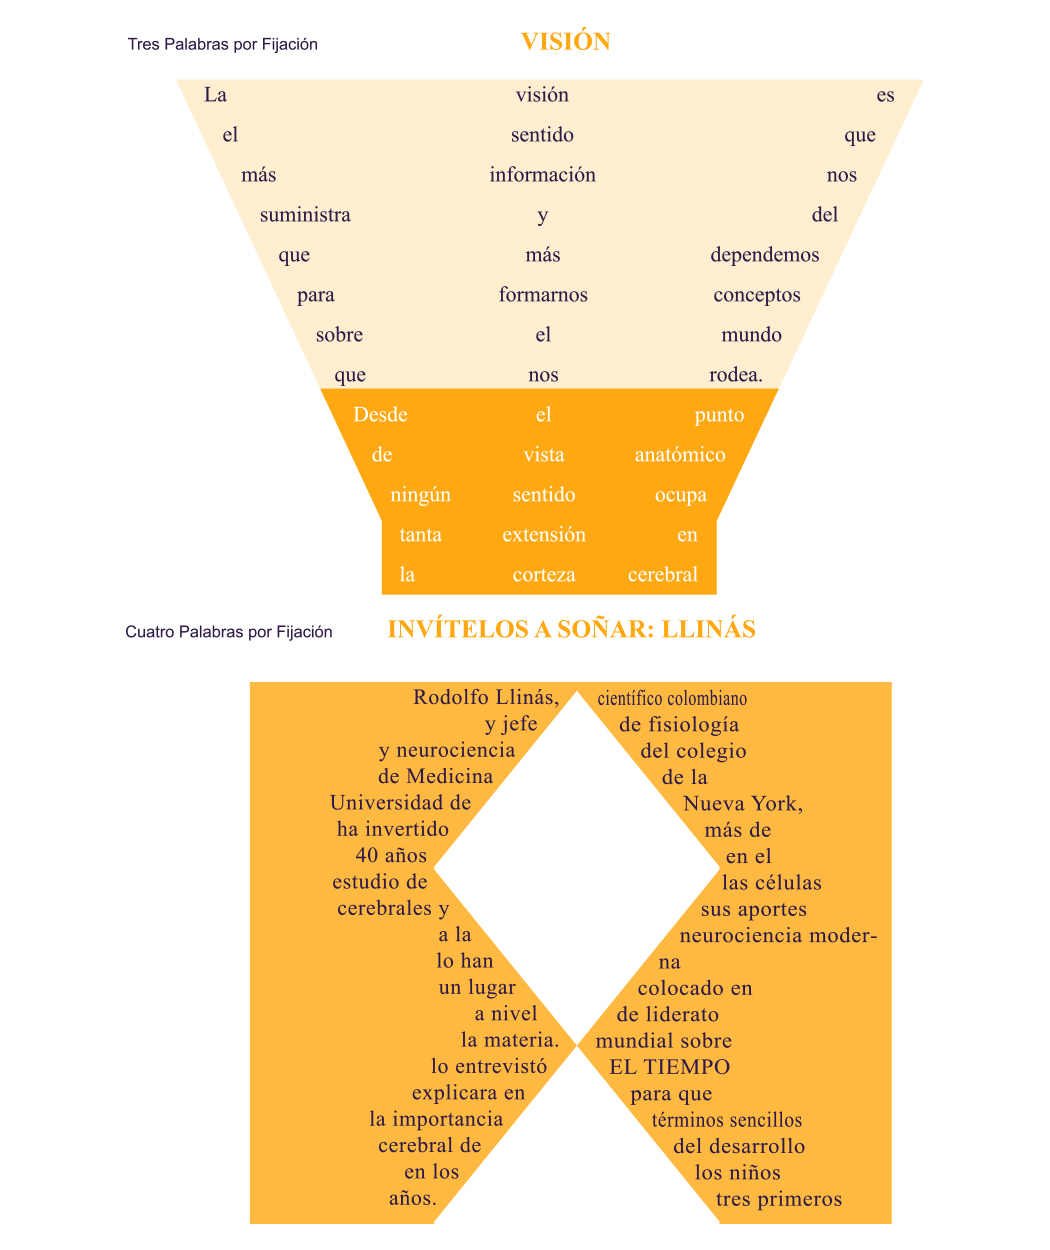 Tres Palabras por Fijación
VISIÓN
La visión es
el sentido que
más información nos
suministra y del
que más dependemos
para formarnos conceptos
sobre el mundo
que nos rodea.
Desde el punto
de vista anatómico
ningún sentido ocupa
tanta extensión en
la corteza cerebral
Cuatro Palabras por Fijación
INVÍTELOS A SOÑAR: LLINÁS
Rodolfo Llinás, científico colombiano
y jefe de fisiología
y neurociencia del colegio
de Medicina de la
Universidad de Nueva York,
ha invertido más de
40 años en el
estudio de las células
cerebrales y sus aportes
a la neurociencia moder-
lo han na
un lugar colocado en
a nivel de liderato
la materia. mundial sobre
lo entrevistó EL TIEMPO
explicara en para que
la importancia términos sencillos
cerebral de del desarrollo
en los los niños
años. tres primeros